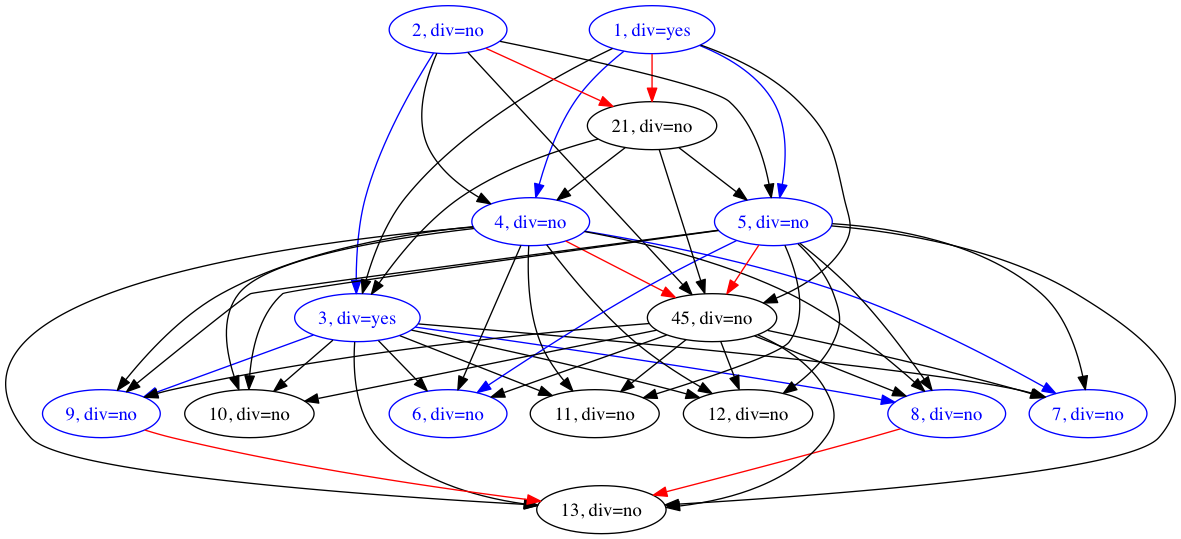 2, div=no
1, div=yes
21, div=no
4, div=no
5, div=no
3, div=yes
45, div=no
9, div=no
10, div=no
6, div=no
11, div=no
12, div=no
8, div=no
7, div=no
13, div=no